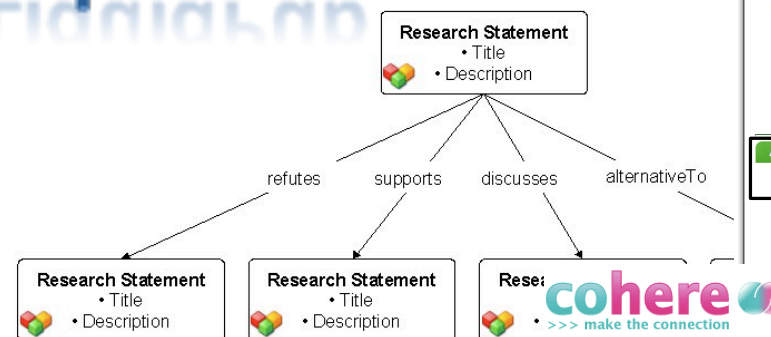 Research Statement
• Title
• Description
refutes
supports
discusses
alternativeTo
Research Statement
• Title
• Description
Research Statement
• Title
• Description
Rese
•
cohere
>>> make the connection